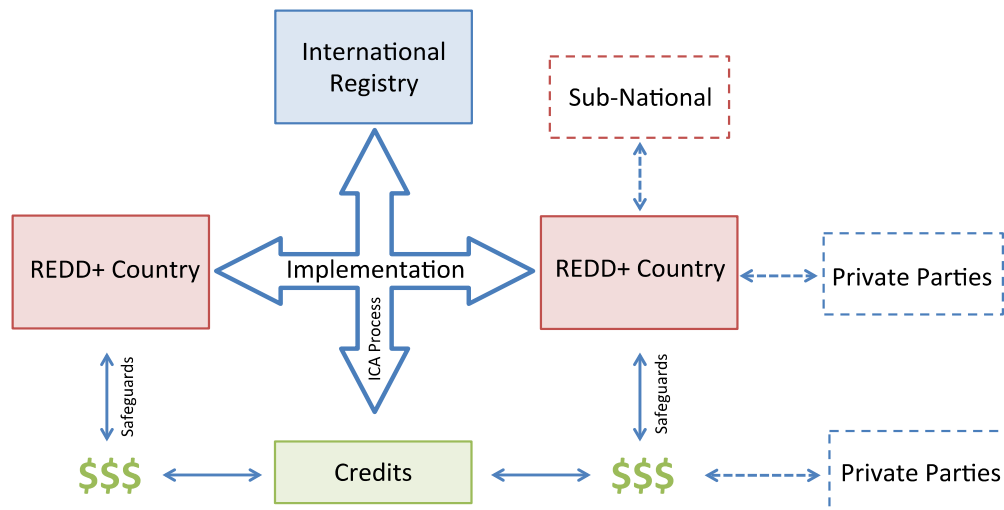 International
Registry
Sub-National
REDD+ Country
Implementation
REDD+ Country
Private Parties
ICA Process
Safeguards
Safeguards
$$$
Credits
$$$
Private Parties